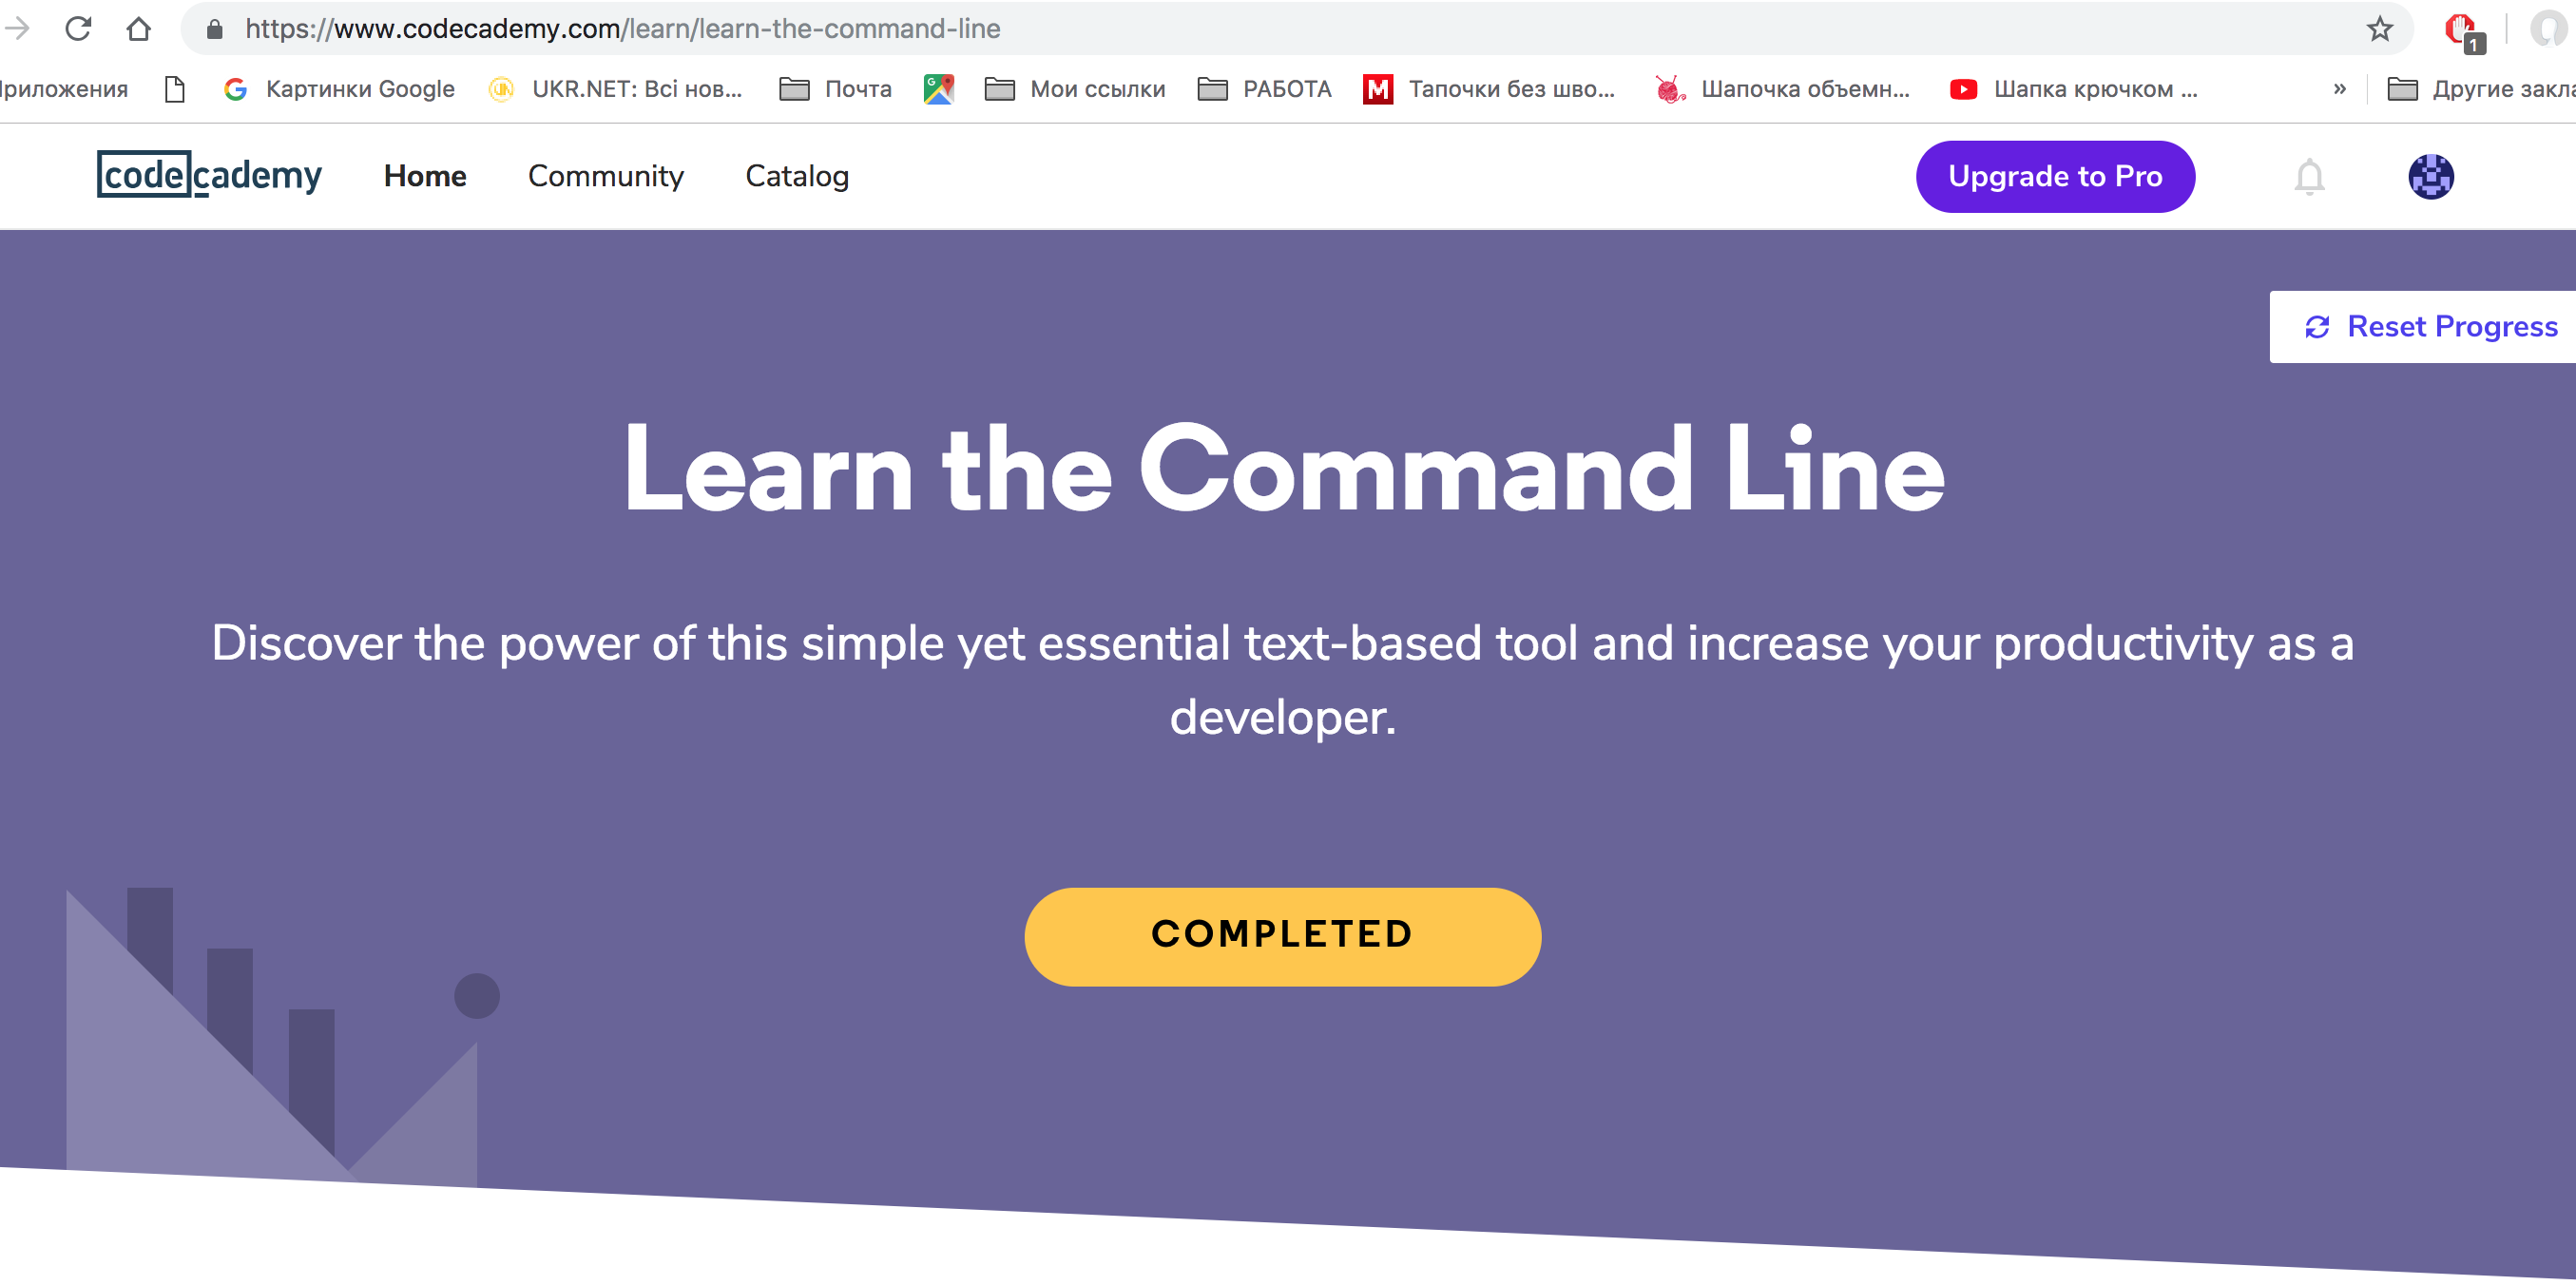 https://www.codecademy.com/learn/learn-the-command-line
1
риложения Картинки Google UKR.NET: Всі нов... Почта Мои ссылки РАБОТА Тапочки без шво... Шапочка объемн... Шапка крючком ... » Другие закла
codecademy Home Community Catalog Upgrade to Pro
Reset Progress
Learn the Command Line
Discover the power of this simple yet essential text-based tool and increase your productivity as a
developer.
COMPLETED